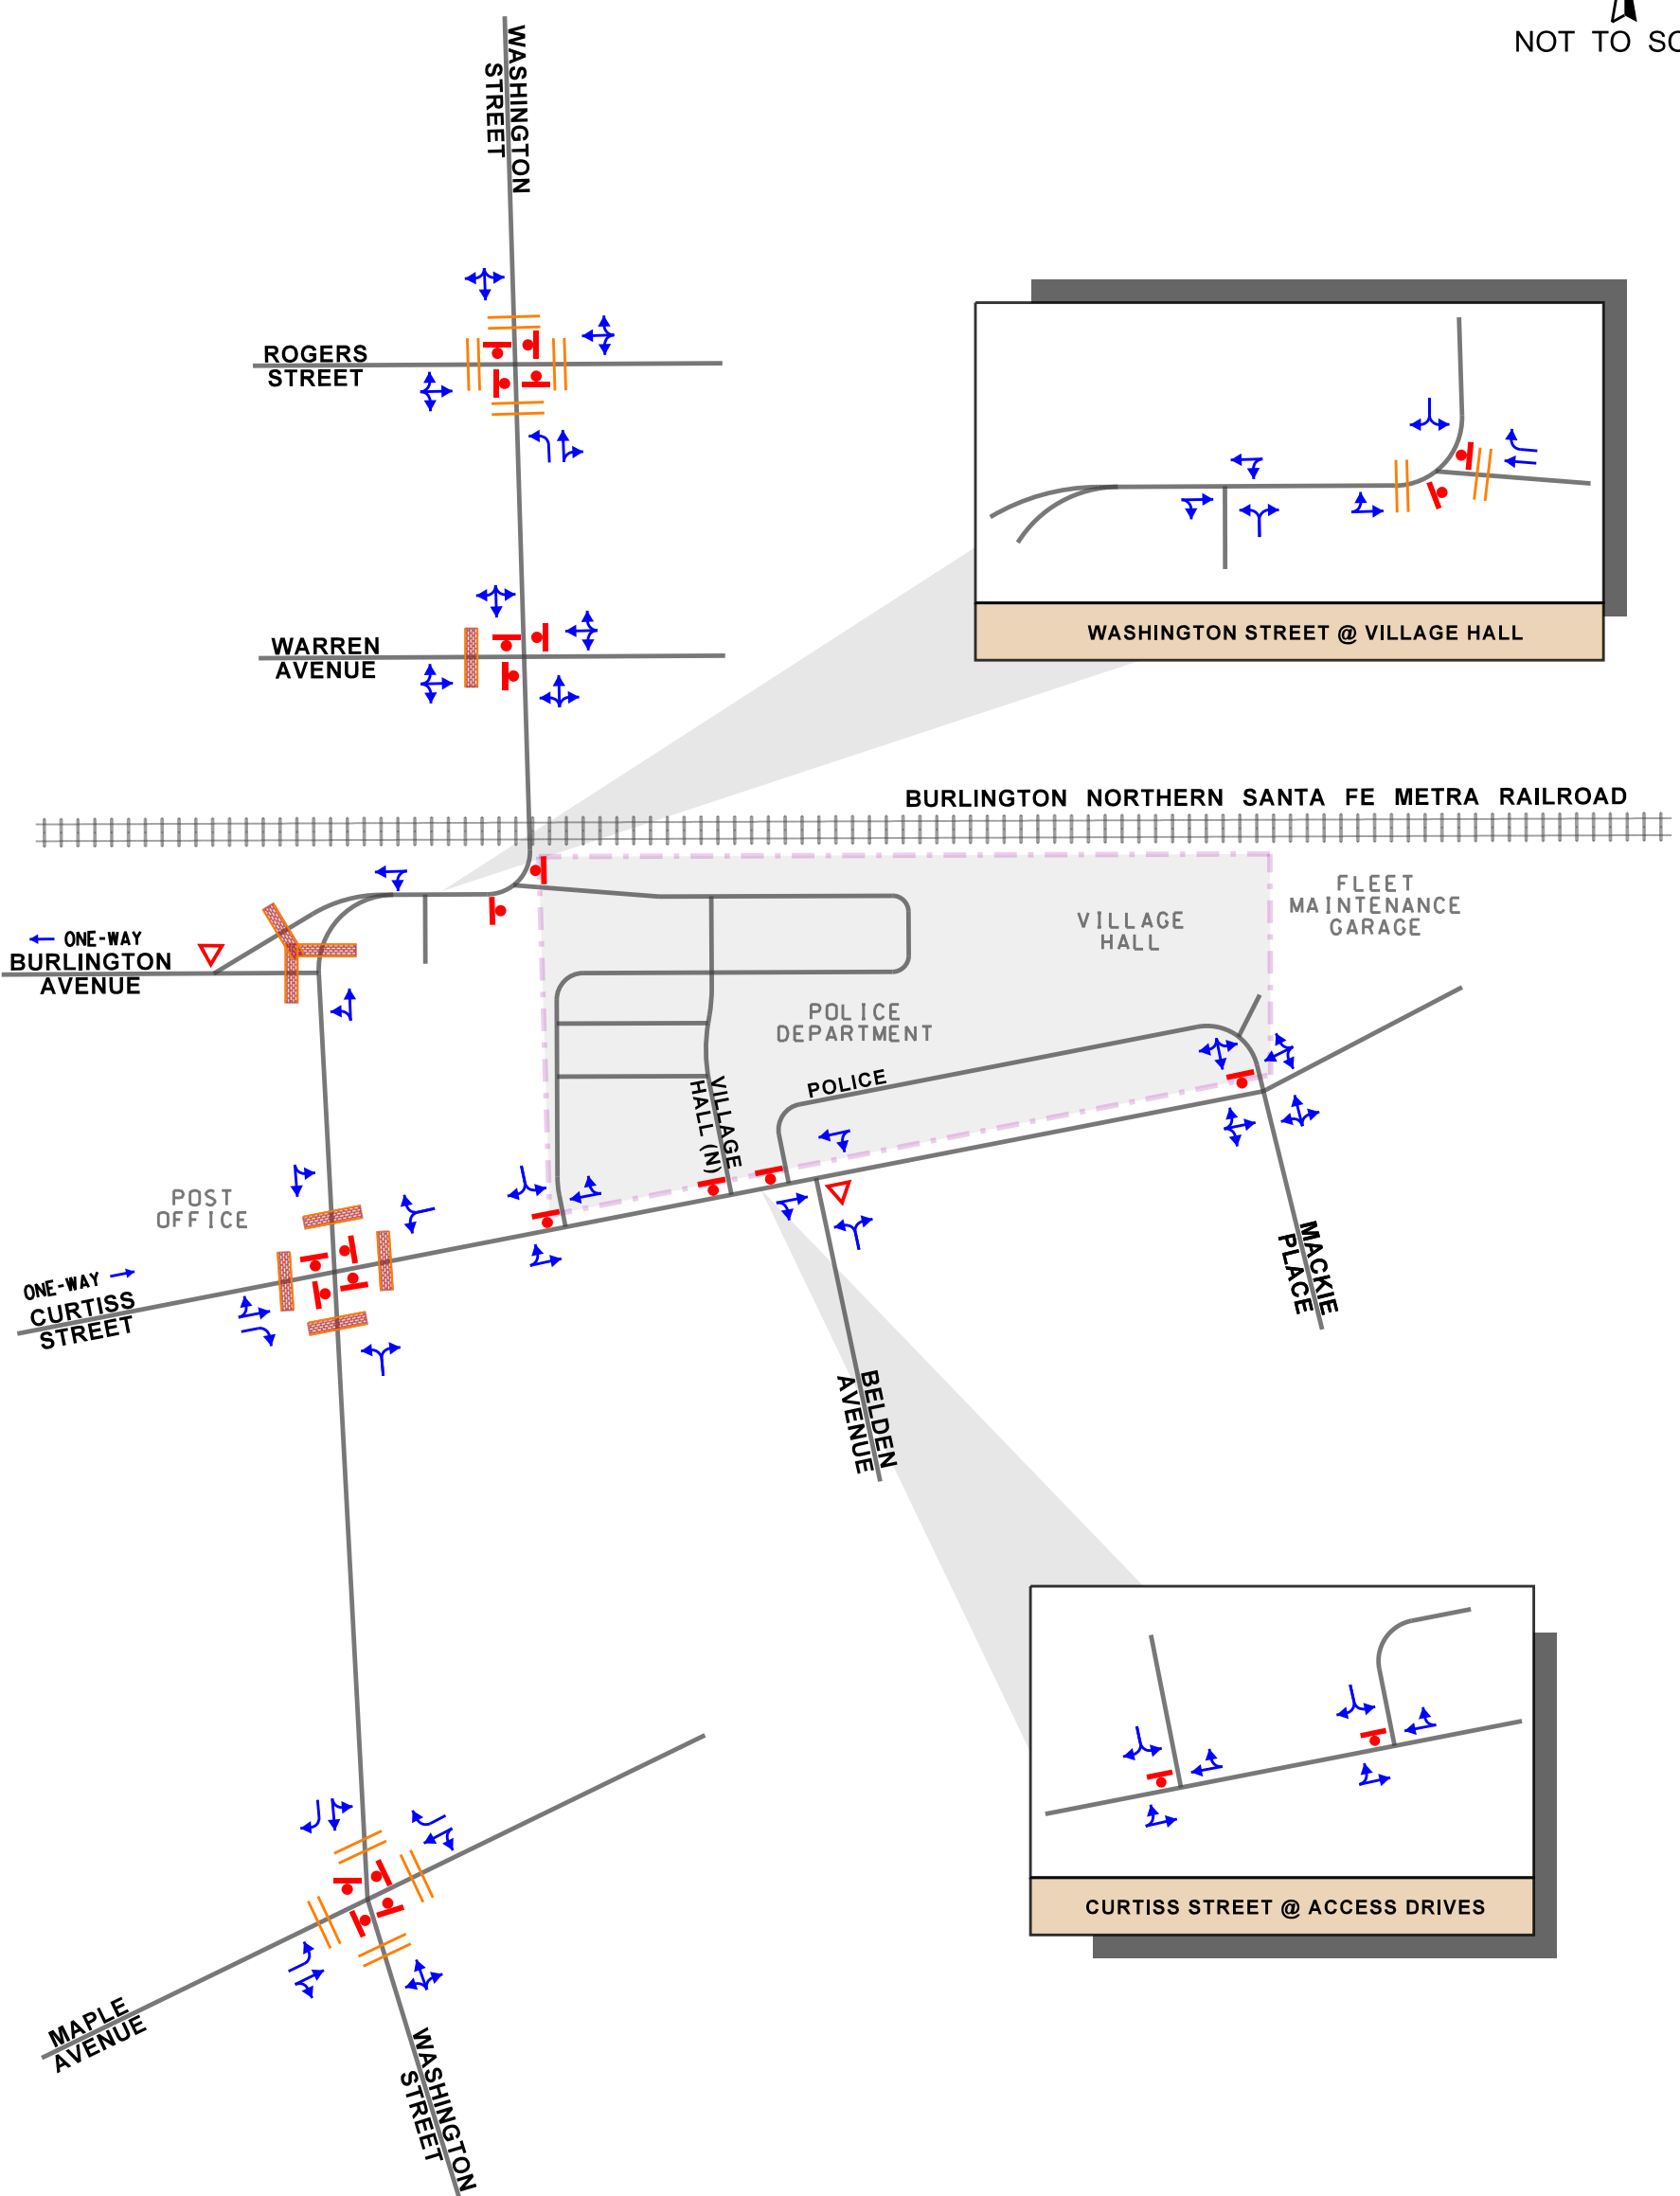 NOT TO SC
WASHINGTON
STREET
ROGERS
STREET
WARREN
AVENUE
WASHINGTON STREET @ VILLAGE HALL
BURLINGTON NORTHERN SANTA FE METRA RAILROAD
FLEET
MAINTENANCE
GARAGE
VILLAGE
HALL
ONE-WAY
BURLINGTON
AVENUE
POLICE
DEPARTMENT
POLICE
VILLAGE
HALL (N)
POST
OFFICE
ONE-WAY
CURTISS
STREET
MACKIE
PLACE
BELDEN
AVENUE
CURTISS STREET @ ACCESS DRIVES
MAPLE
AVENUE
WASHINGTON
STREET